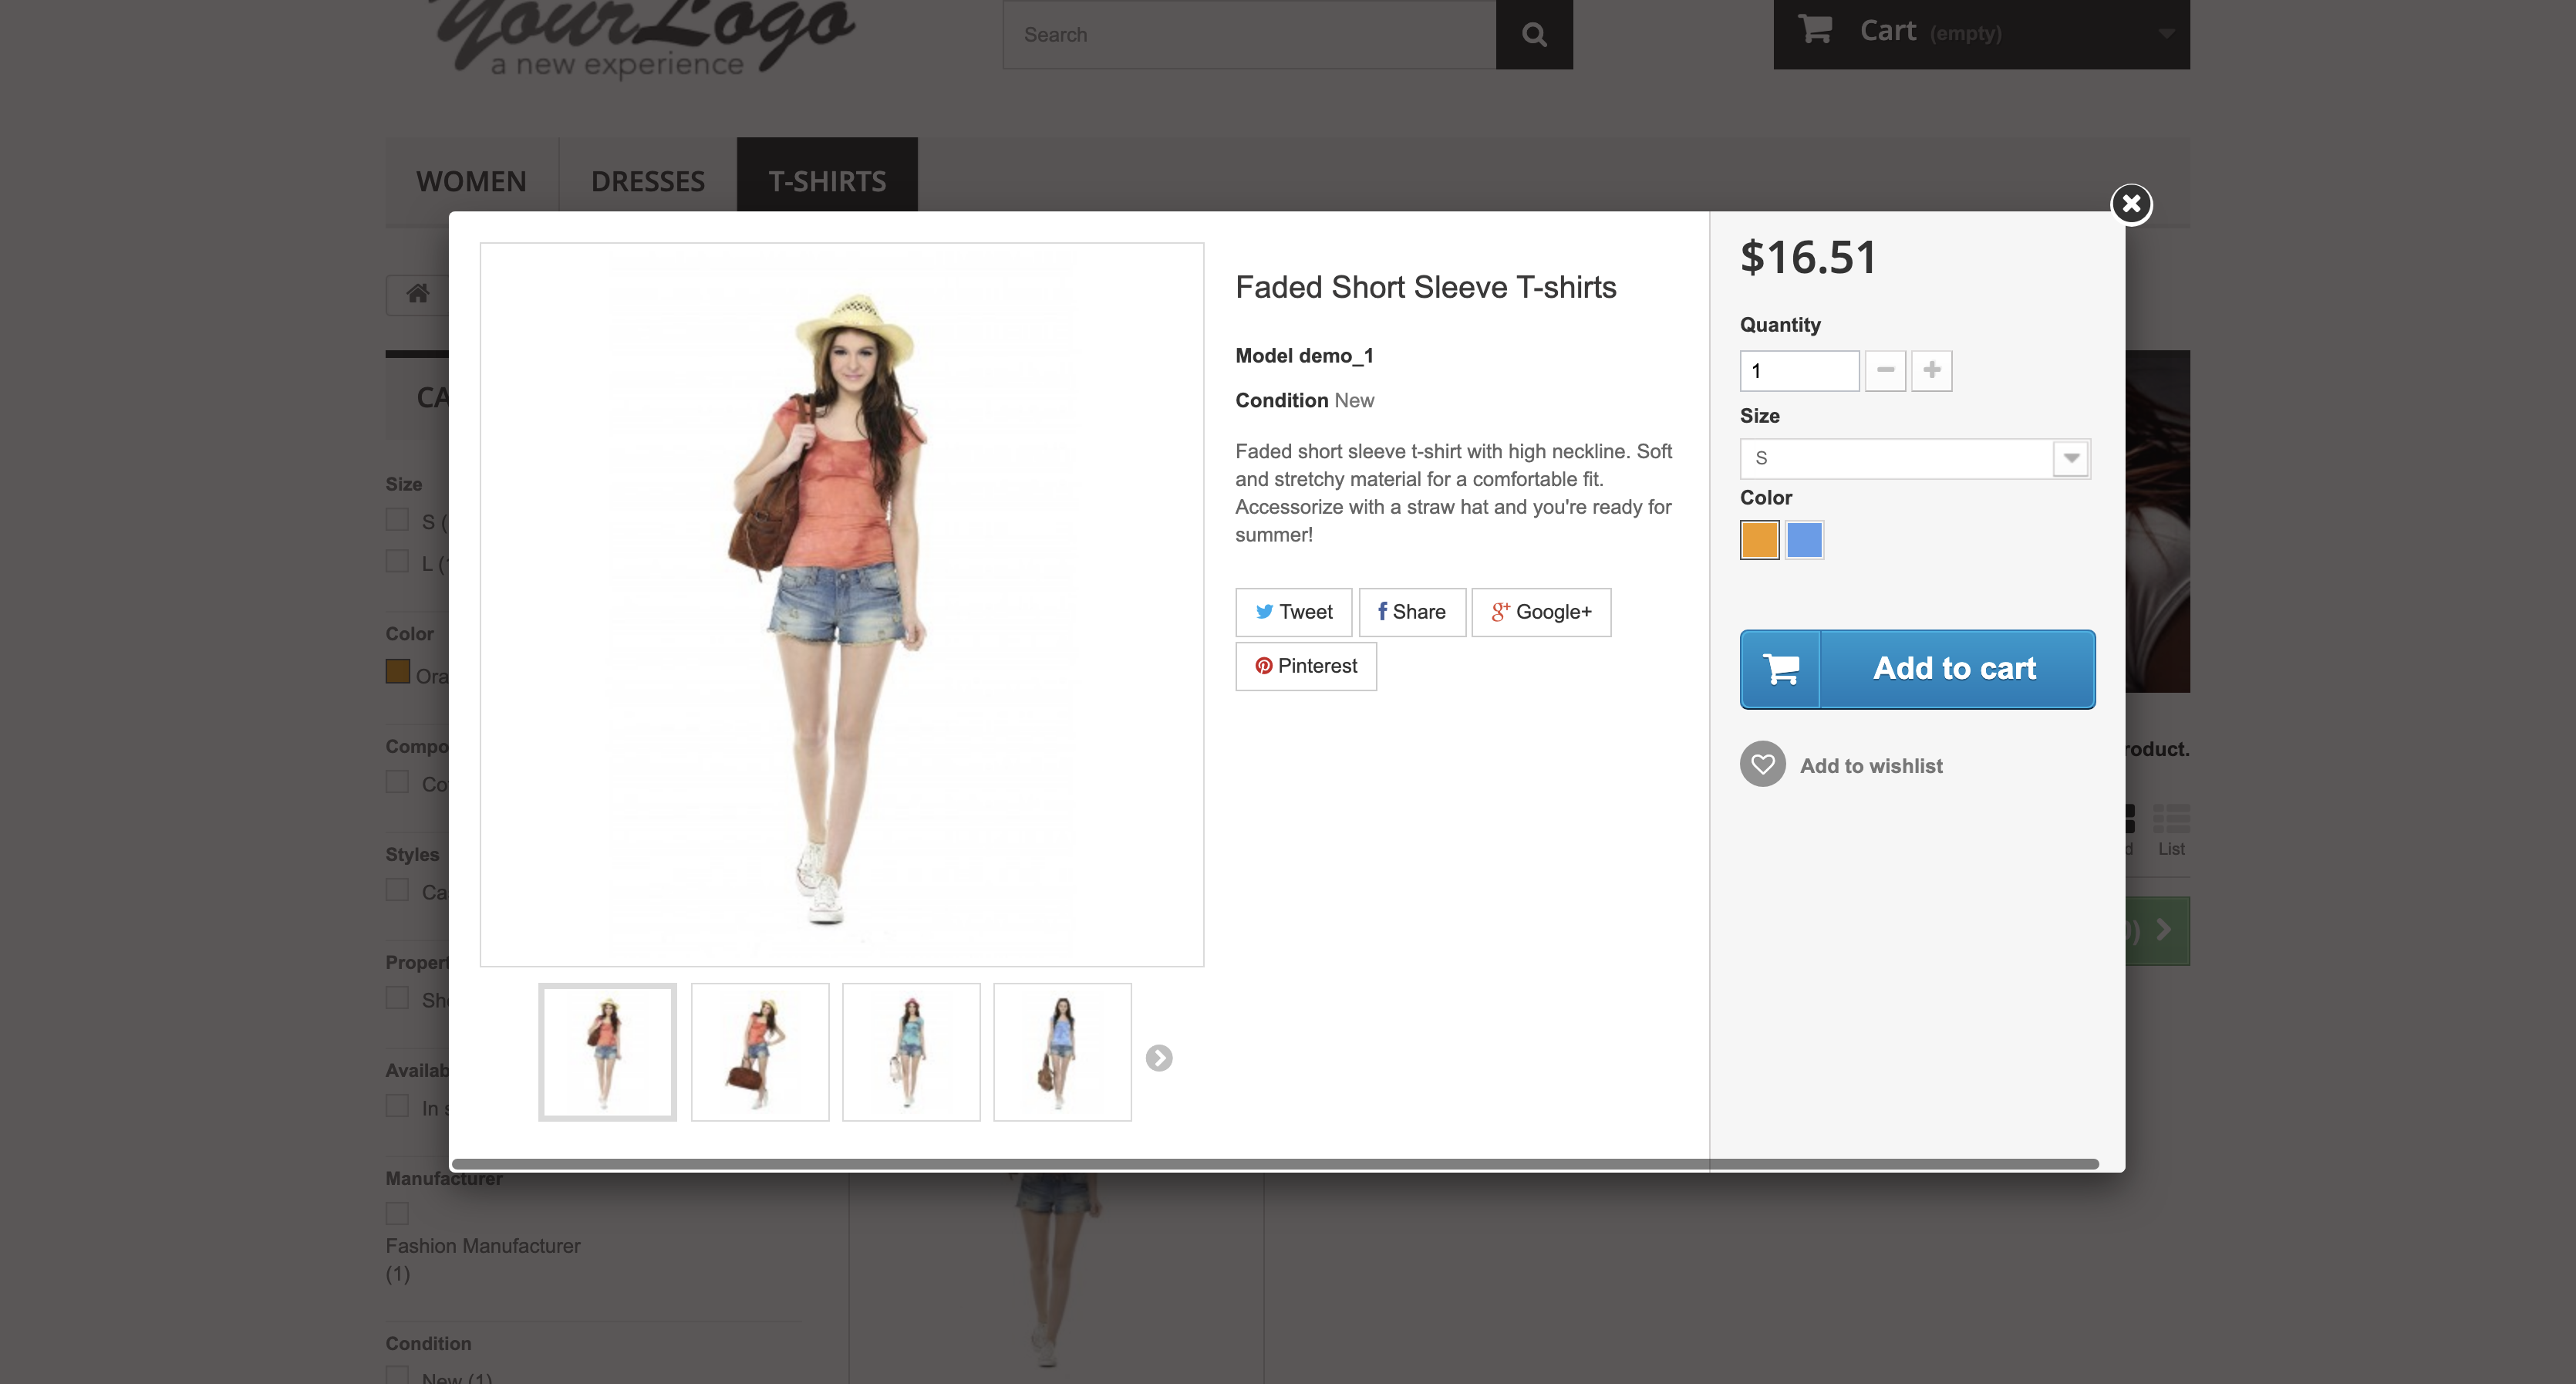 YourLogo
a new experience
Search
Cart (empty)
WOMEN
DRESSES
T-SHIRTS
Faded Short Sleeve T-shirts
Model demo_1
Condition New
Faded short sleeve t-shirt with high neckline. Soft
and stretchy material for a comfortable fit.
Accessorize with a straw hat and you're ready for
summer!
Tweet
Share
Google+
Pinterest
$16.51
Quantity
1
Size
S
Color
Add to cart
Add to wishlist
CA
Size
S (
L (
Color
Ora
Compo
Co
Styles
Ca
Propert
Sh
Availab
In s
Manufacturer
Fashion Manufacturer
(1)
Condition
New (1)
roduct.
d
List
)